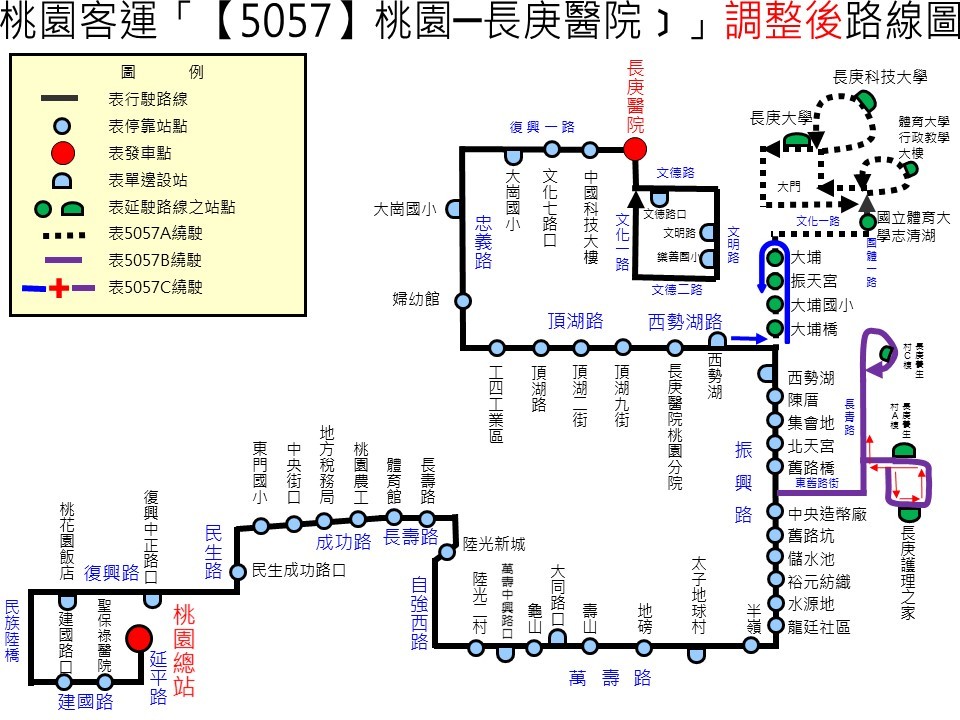 桃園客運「【5057】桃園─長庚醫院﹞」調整後路線圖
圖 例
表行駛路線
表停靠站點
表發車點
表單邊設站
表延駛路線之站點
表5057A繞駛
表5057B繞駛
表5057C繞駛
長庚醫院
長庚科技大學
長庚大學
體育大學
行政教學
大樓
大門
文化一路
國立體育大
學志清湖
團體一路
復興一路
大崗國小
文化七路口
中國科技大樓
大崗國小
忠義路
婦幼館
文德路
文德路口
文明路
樂善國小
文化一路
文明路
文德二路
大埔
振天宮
大埔國小
大埔橋
頂湖路
西勢湖路
工四工業區
頂湖路
頂湖二街
頂湖九街
長庚醫院桃園分院
西勢湖
西勢湖
陳厝
集會地
北天宮
舊路橋
振興路
東舊路街
長青路
長庚養生
村C棟
長庚養生
村A棟
長庚護理之家
中央造幣廠
舊路坑
儲水池
裕元紡織
水源地
龍廷社區
東門國小
中央街口
地方稅務局
桃園農工
體育館
長壽路
成功路
長壽路
民生路
民生成功路口
陸光新城
自強西路
陸光二村
萬壽中興路口
龜山
大同路口
壽山
地磅
太子地球村
半嶺
萬壽路
桃花園飯店
復興路
復興中正路口
民族陸橋
建國路口
聖保祿醫院
建國路
延平路
桃園總站